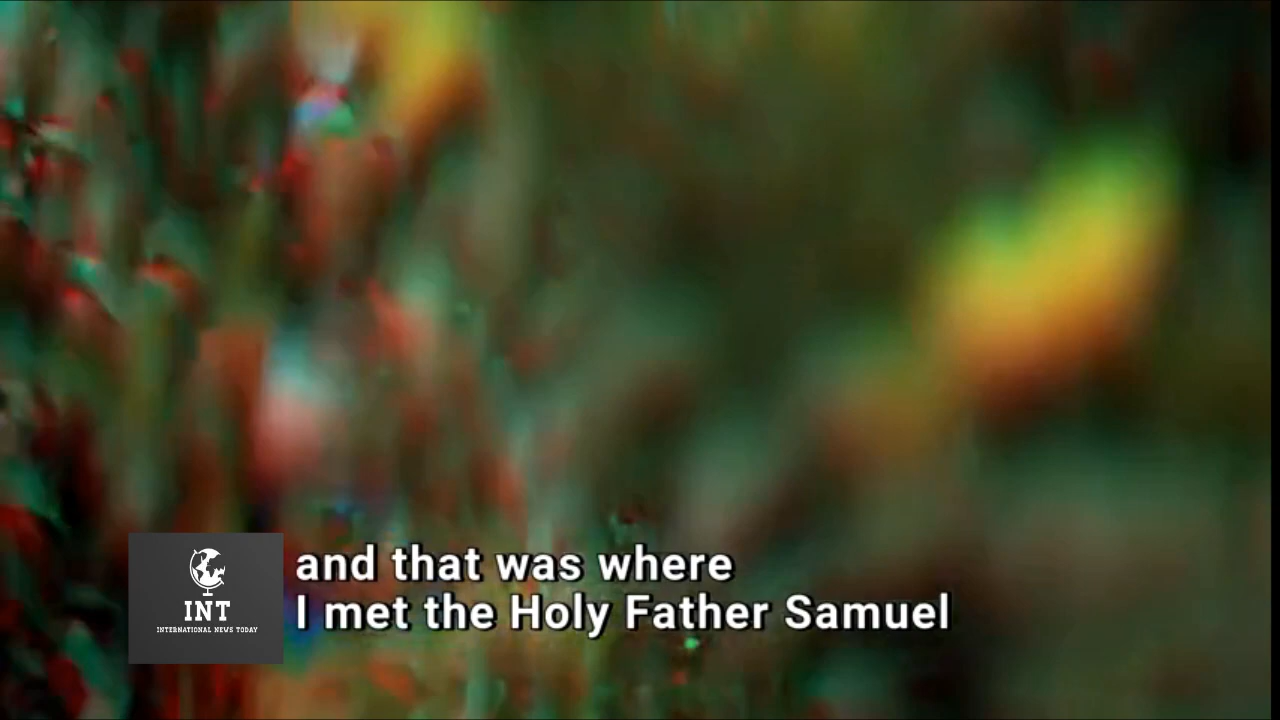 and that was where
I met the Holy Father Samuel
INT
INTERNATIONAL NEWS TODAY